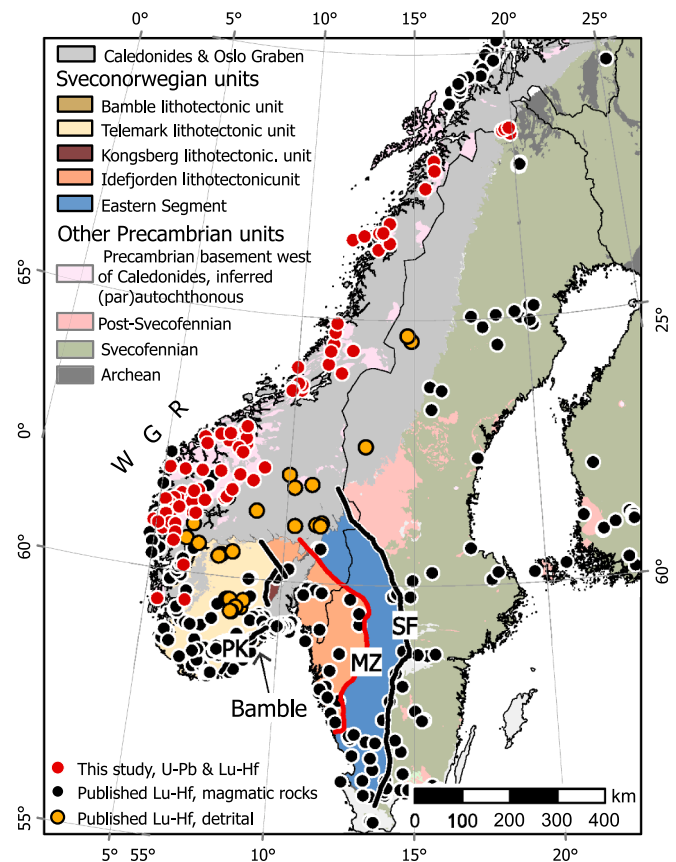 0° 5° 10° 15° 20° 25°
Caledonides & Oslo Graben
Sveconorwegian units
Bamble lithotectonic unit
Telemark lithotectonic unit
Kongsberg lithotectonic. unit
Idefjorden lithotectonicunit
Eastern Segment
Other Precambrian units
Precambrian basement west
of Caledonides, inferred
(par)autochthonous
Post-Svecofennian
Svecofennian
Archean
65°
25°
0°
W G R
60°
60°
SF
PK
MZ
Bamble
This study, U-Pb & Lu-Hf
Published Lu-Hf, magmatic rocks
Published Lu-Hf, detrital
km
0 100 200 300 400
55°
5° 55° 10° 15° 20°